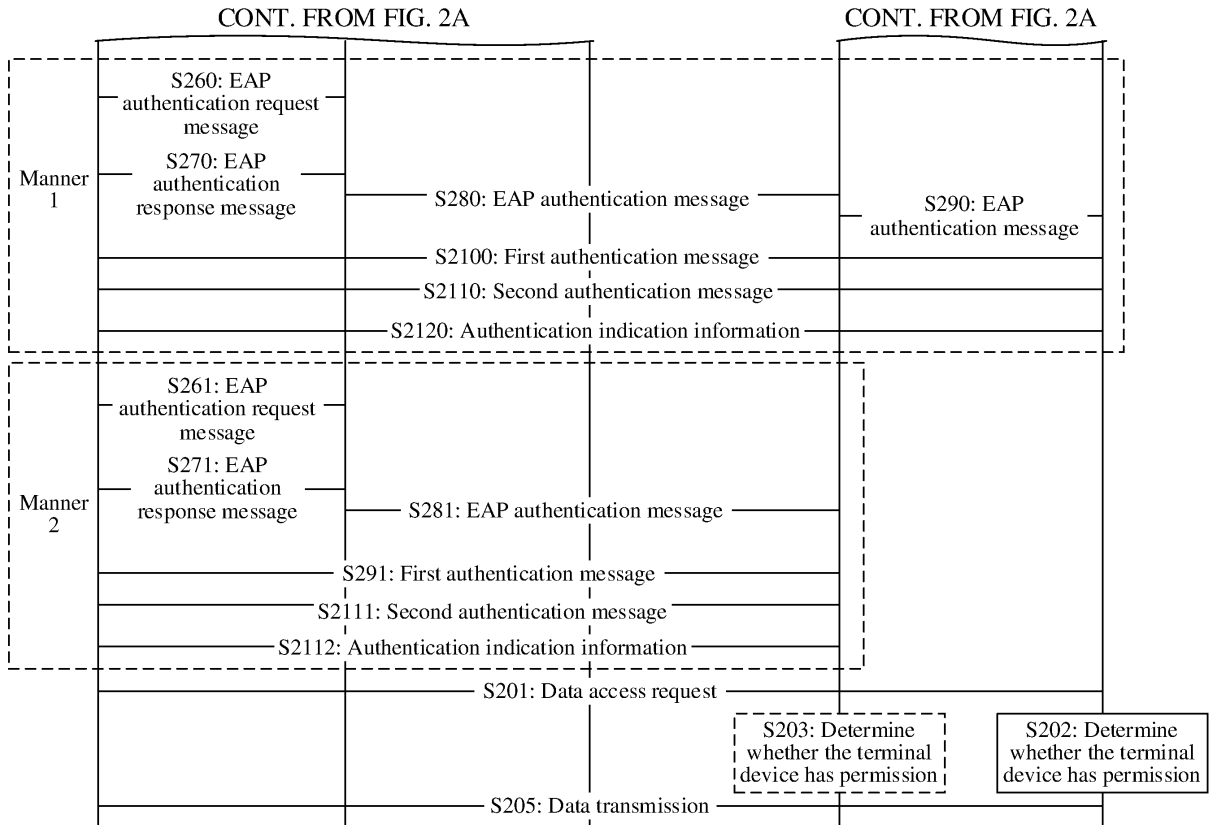 CONT. FROM FIG. 2A
CONT. FROM FIG. 2A
Manner
1
S260: EAP
authentication request
message
S270: EAP
authentication
response message
S280: EAP authentication message
S290: EAP
authentication message
S2100: First authentication message
S2110: Second authentication message
S2120: Authentication indication information
Manner
2
S261: EAP
authentication request
message
S271: EAP
authentication
response message
S281: EAP authentication message
S291: First authentication message
S2111: Second authentication message
S2112: Authentication indication information
S201: Data access request
S203: Determine
whether the terminal
device has permission
S202: Determine
whether the terminal
device has permission
S205: Data transmission